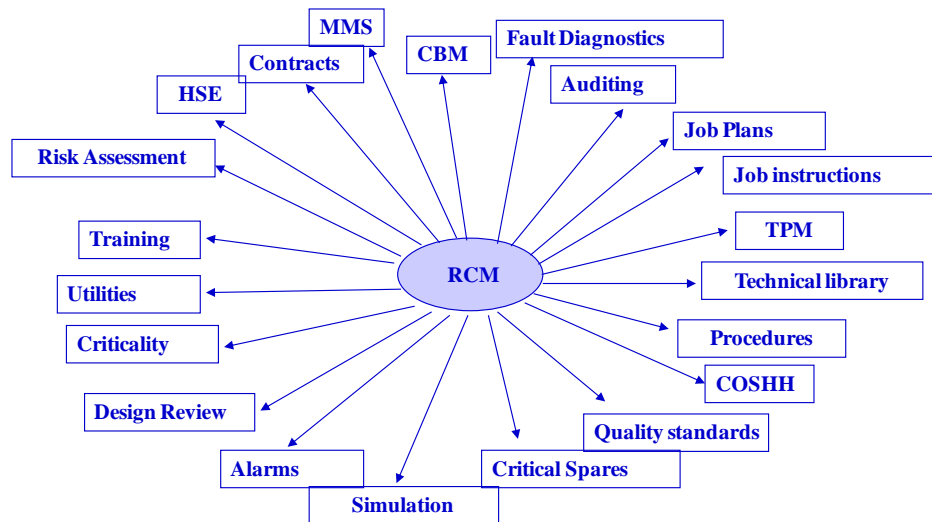 MMS
Fault Diagnostics
CBM
Contracts
Auditing
HSE
Job Plans
Risk Assessment
Job instructions
TPM
Training
RCM
Technical library
Utilities
Procedures
Criticality
COSHH
Design Review
Quality standards
Alarms
Critical Spares
Simulation